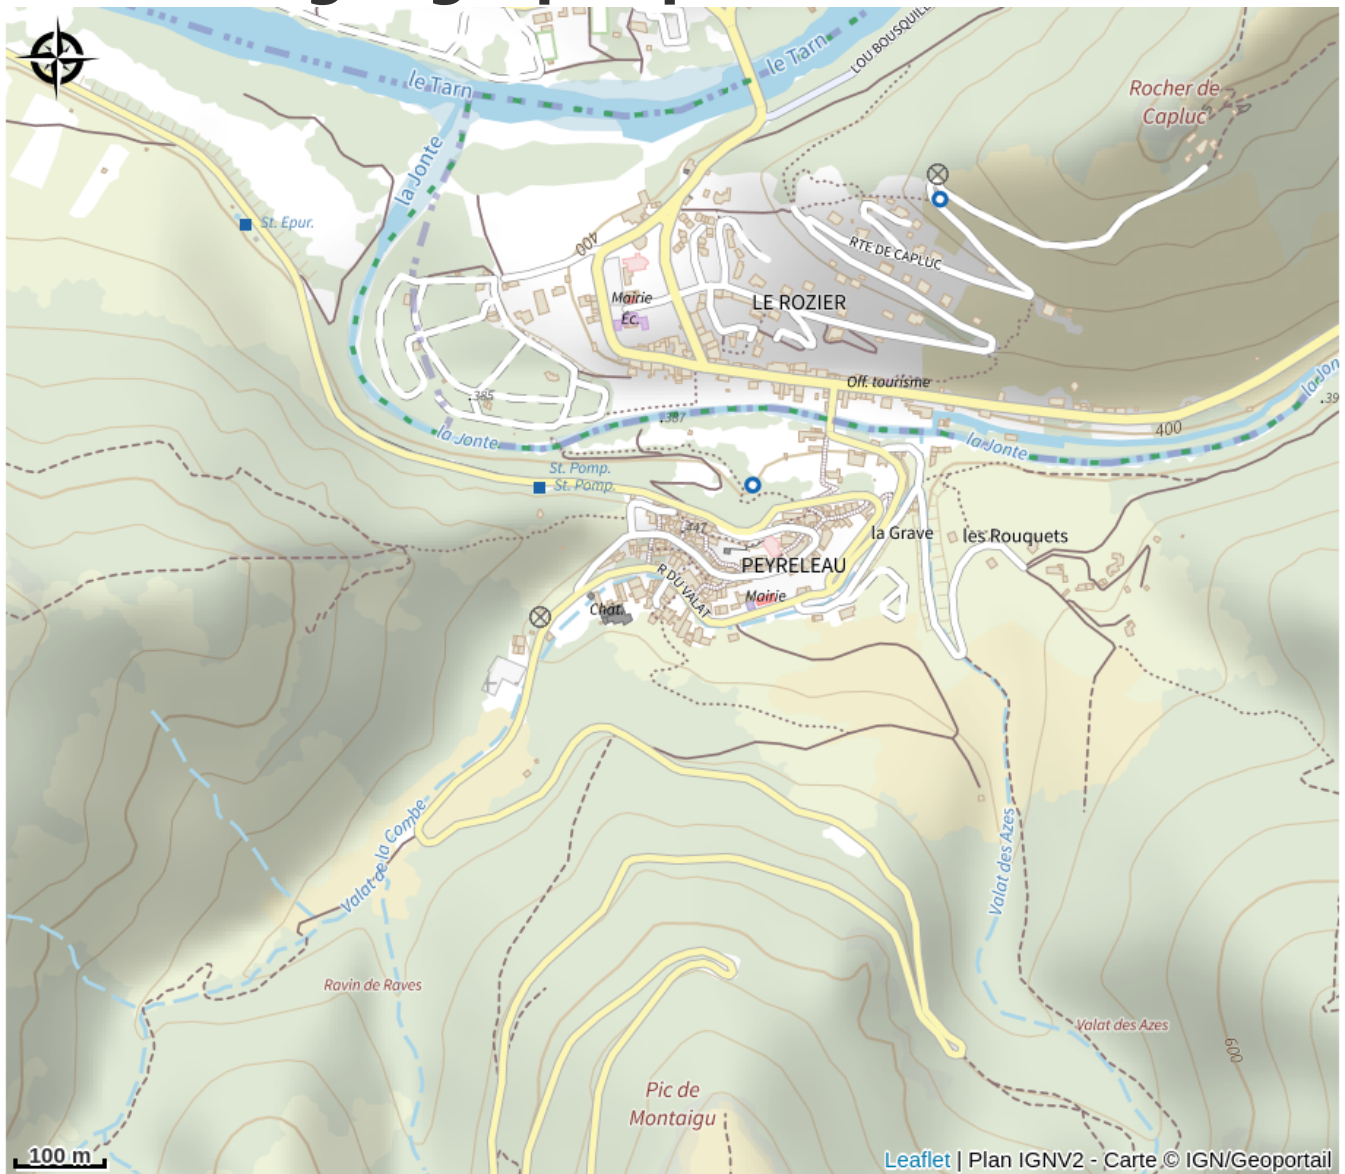 le Tarn
le Tarn
LOU BOUSQUILL
Rocher de
Capluc
la Jonte
St. Epur.
400
RTE DE CAPLUC
Mairie
Éc.
LE ROZIER
Off. tourisme
la Jon
.385
.387
.39
400
la Jonte
la Jonte
St. Pomp.
St. Pomp.
447
la Grave
les Rouquets
PEYRELEAU
R DU VALAT
Mairie
Chât.
Valat de la Combe
Valat des Azes
Ravin de Raves
Valat des Azes
600
Pic de
Montaigu
100 m
Leaflet | Plan IGNV2 - Carte © IGN/Geoportail